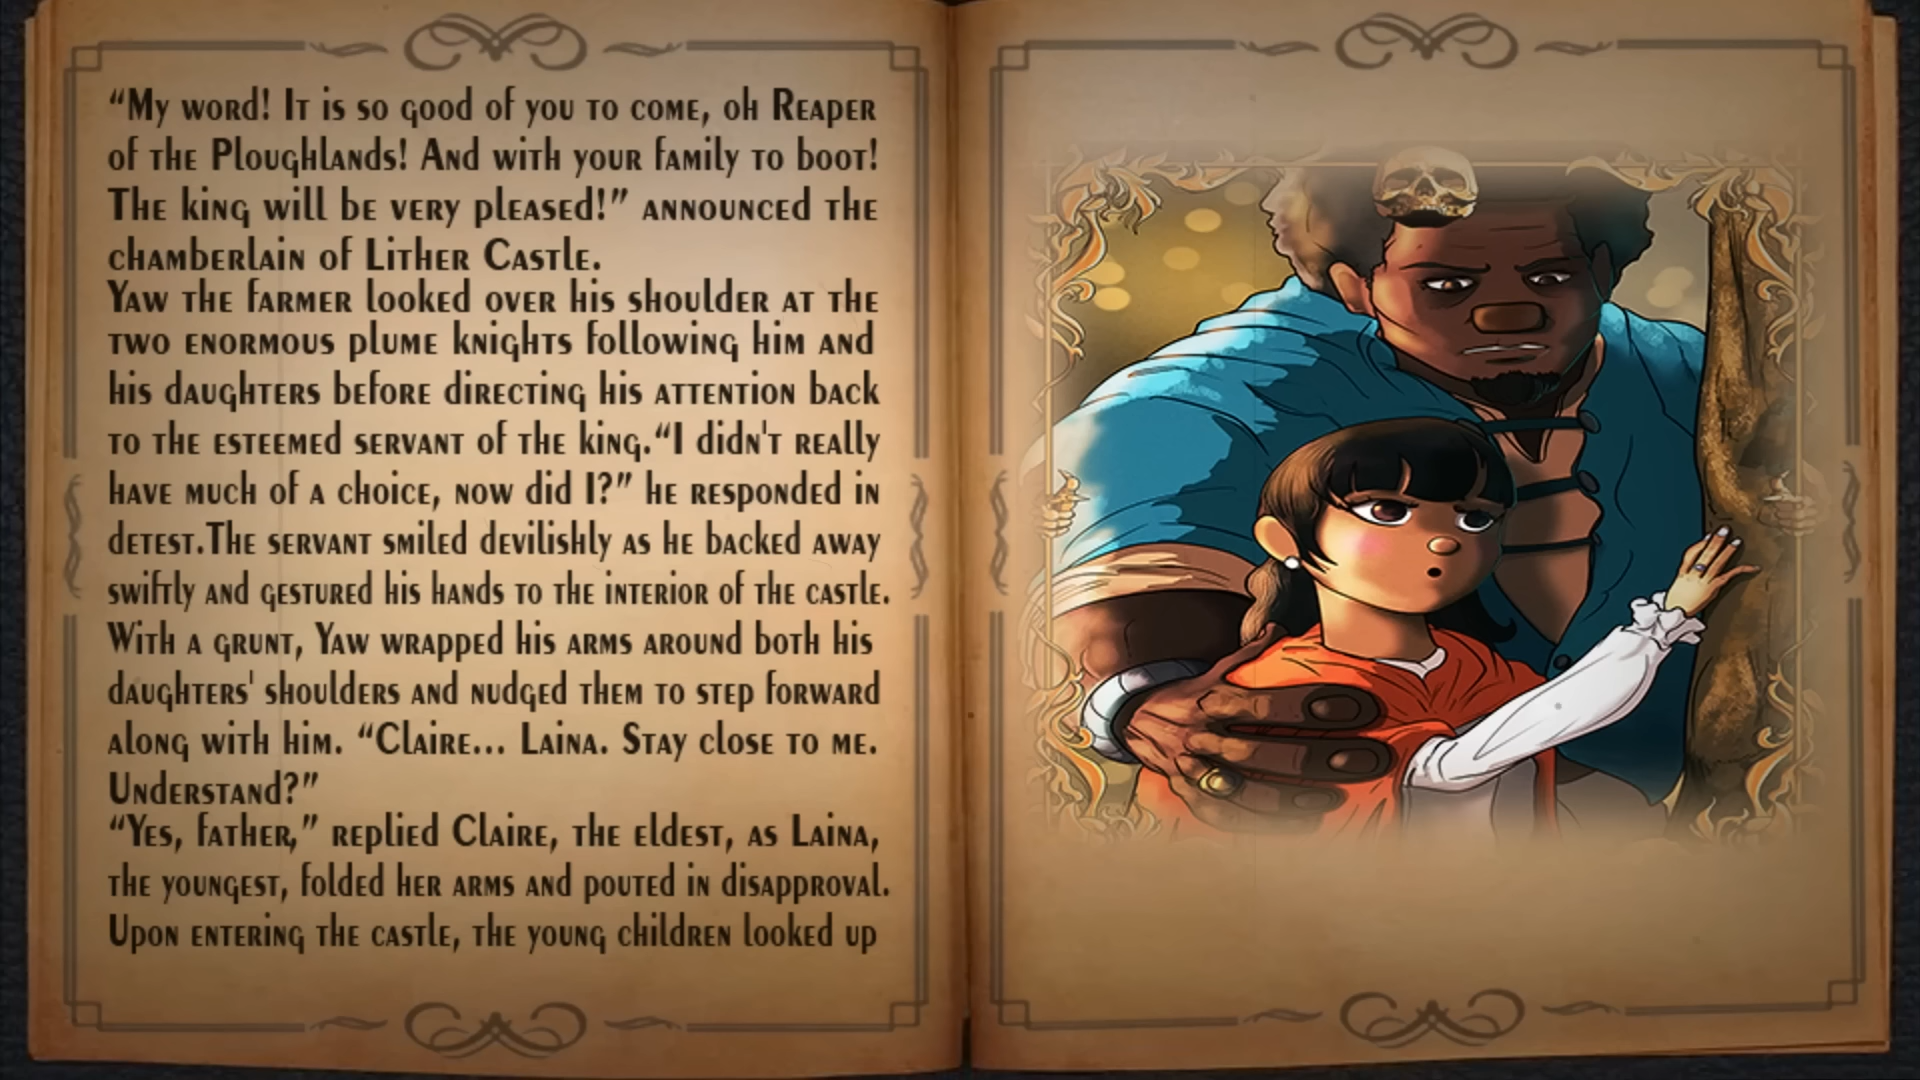 “My word! It is so good of you to come, oh Reaper
of the Ploughlands! And with your family to boot!
The king will be very pleased!” announced the
chamberlain of Lither Castle.
Yaw the farmer looked over his shoulder at the
two enormous plume knights following him and
his daughters before directing his attention back
to the esteemed servant of the king.“I didn't really
have much of a choice, now did I?” he responded in
detest.The servant smiled devilishly as he backed away
swiftly and gestured his hands to the interior of the castle.
With a grunt, Yaw wrapped his arms around both his
daughters' shoulders and nudged them to step forward
along with him. “Claire... Laina. Stay close to me.
Understand?”
“Yes, father,” replied Claire, the eldest, as Laina,
the youngest, folded her arms and pouted in disapproval.
Upon entering the castle, the young children looked up